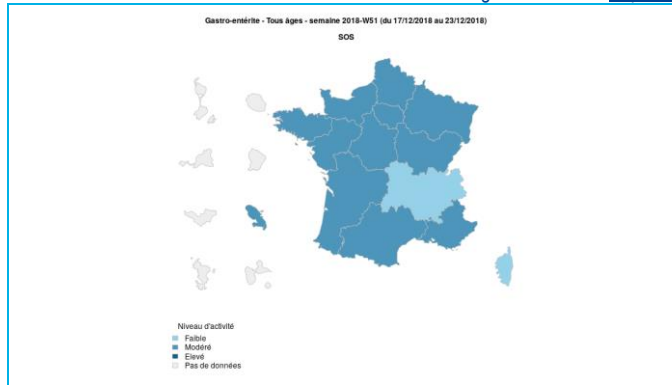 Gastro-entérite - Tous âges - semaine 2018-W51 (du 17/12/2018 au 23/12/2018)
SOS
Niveau d'activité
Faible
Modéré
Elevé
Pas de données